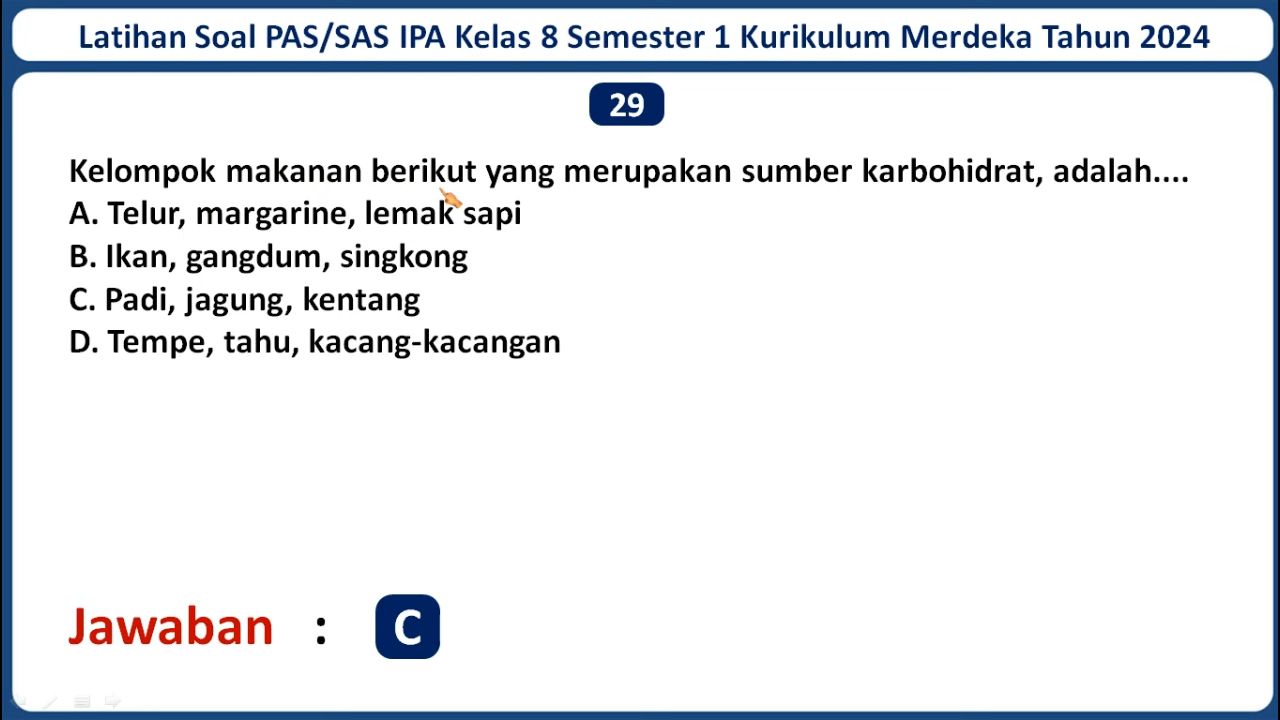 Latihan Soal PAS/SAS IPA Kelas 8 Semester 1 Kurikulum Merdeka Tahun 2024
29
Kelompok makanan berikut yang merupakan sumber karbohidrat, adalah....
A. Telur, margarine, lemak sapi
B. Ikan, gangdum, singkong
C. Padi, jagung, kentang
D. Tempe, tahu, kacang-kacangan
Jawaban : C